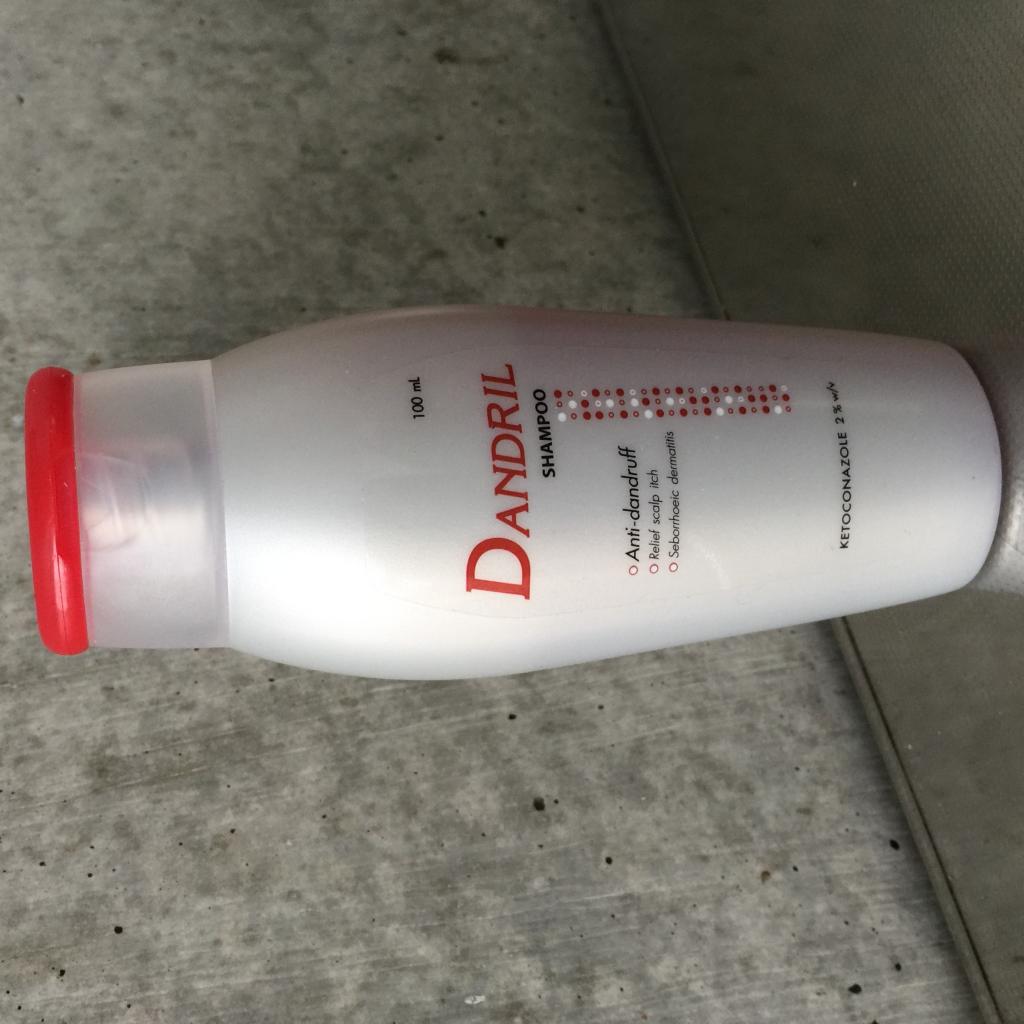 100 mL
DANDRIL
SHAMPOO
Anti-dandruff
Relief scalp itch
Seborrhoeic dermatitis
KETOCONAZOLE 2 % w/v